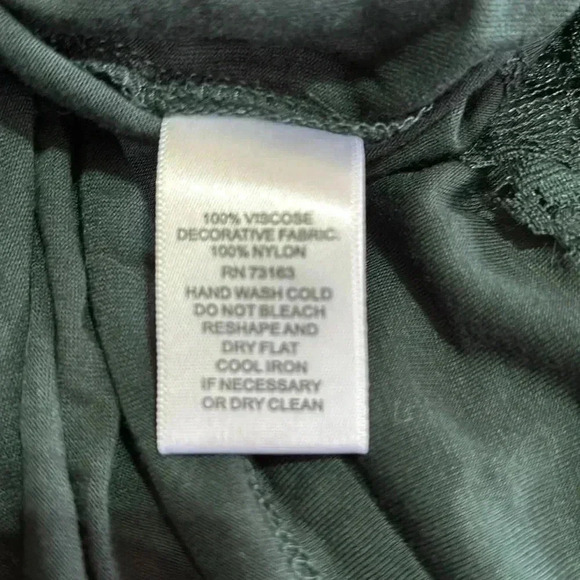 100% VISCOSE
DECORATIVE FABRIC:
100% NYLON
RN 73163
HAND WASH COLD
DO NOT BLEACH
RESHAPE AND
DRY FLAT
COOL IRON
IF NECESSARY
OR DRY CLEAN